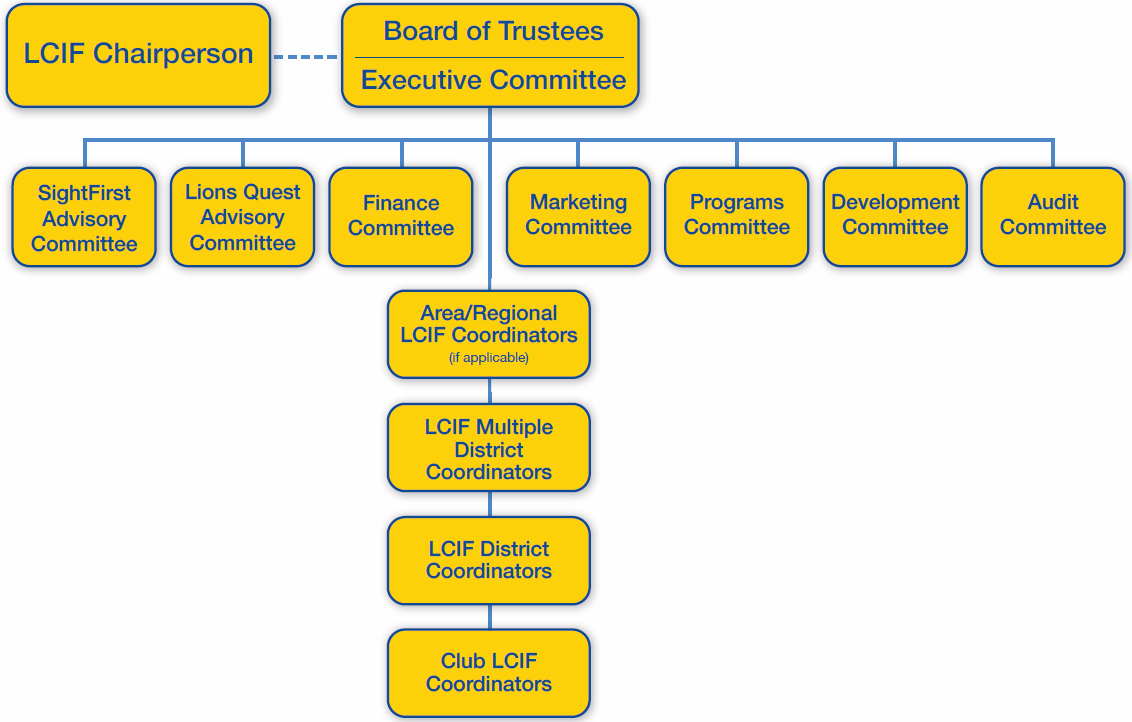 LCIF Chairperson
Board of Trustees
Executive Committee
SightFirst
Advisory
Committee
Lions Quest
Advisory
Committee
Finance
Committee
Marketing
Committee
Programs
Committee
Development
Committee
Audit
Committee
Area/Regional
LCIF Coordinators
(if applicable)
LCIF Multiple
District
Coordinators
LCIF District
Coordinators
Club LCIF
Coordinators